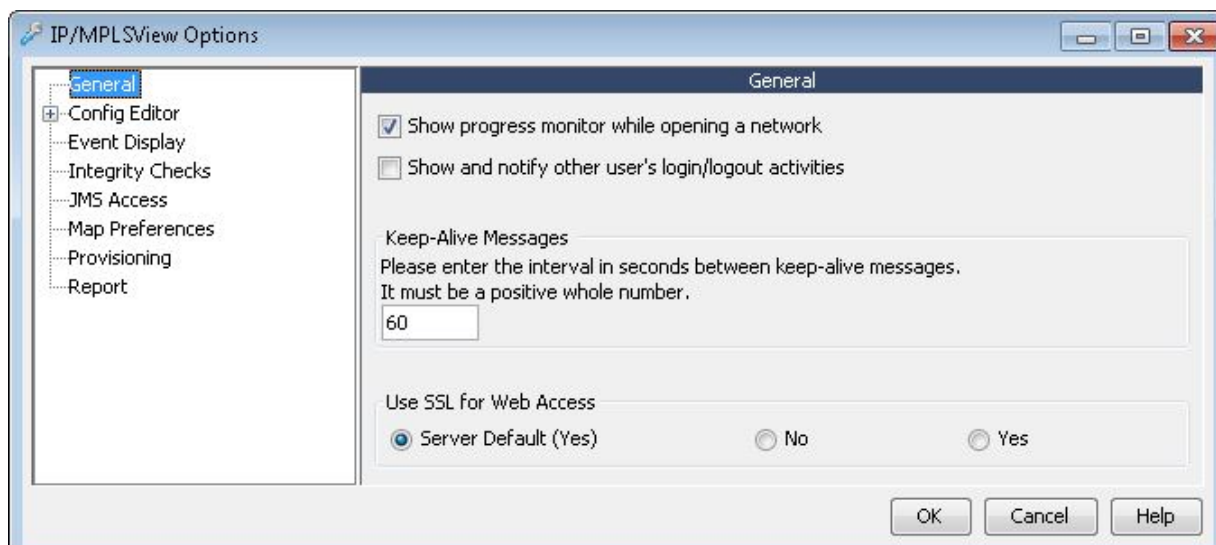 IP/MPLSView Options
General
Config Editor
Event Display
Integrity Checks
JMS Access
Map Preferences
Provisioning
Report
General
Show progress monitor while opening a network
Show and notify other user's login/logout activities
Keep-Alive Messages
Please enter the interval in seconds between keep-alive messages.
It must be a positive whole number.
60
Use SSL for Web Access
Server Default (Yes) No Yes
OK Cancel Help